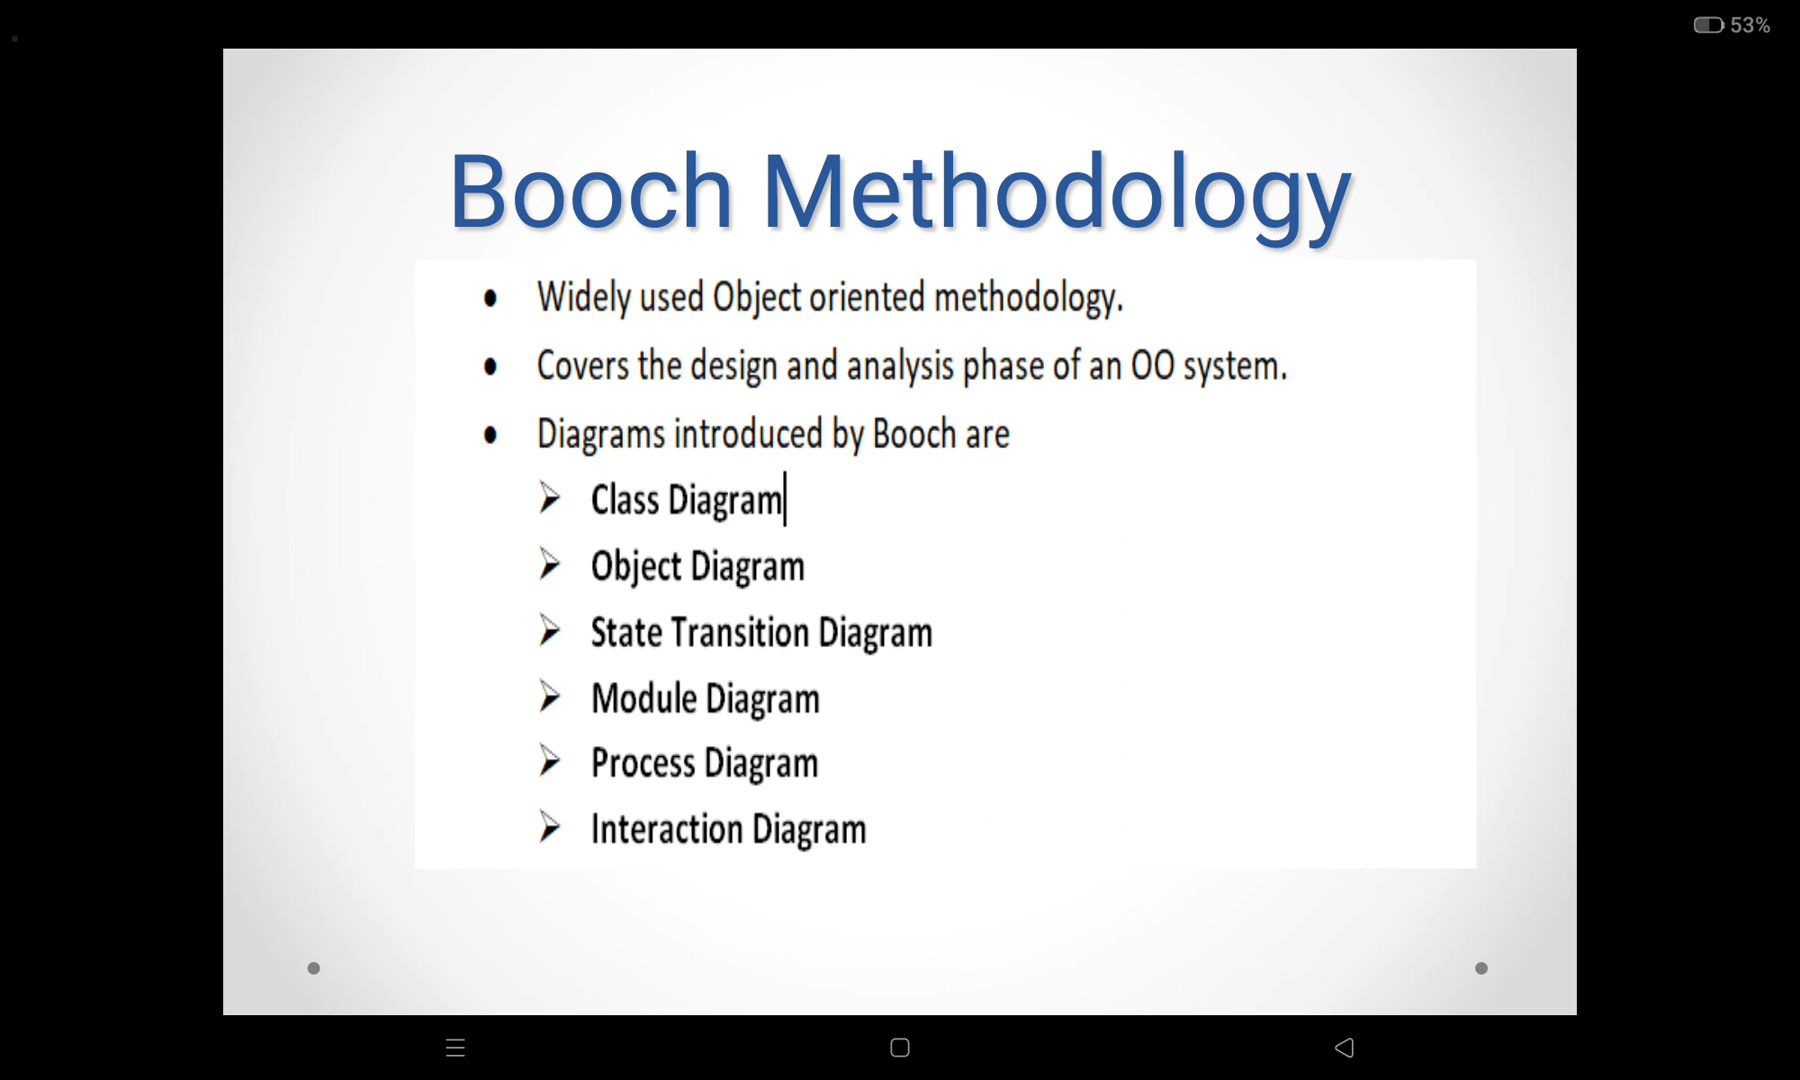 53%
Booch Methodology
• Widely used Object oriented methodology.
• Covers the design and analysis phase of an OO system.
• Diagrams introduced by Booch are
➢ Class Diagram
➢ Object Diagram
➢ State Transition Diagram
➢ Module Diagram
➢ Process Diagram
➢ Interaction Diagram